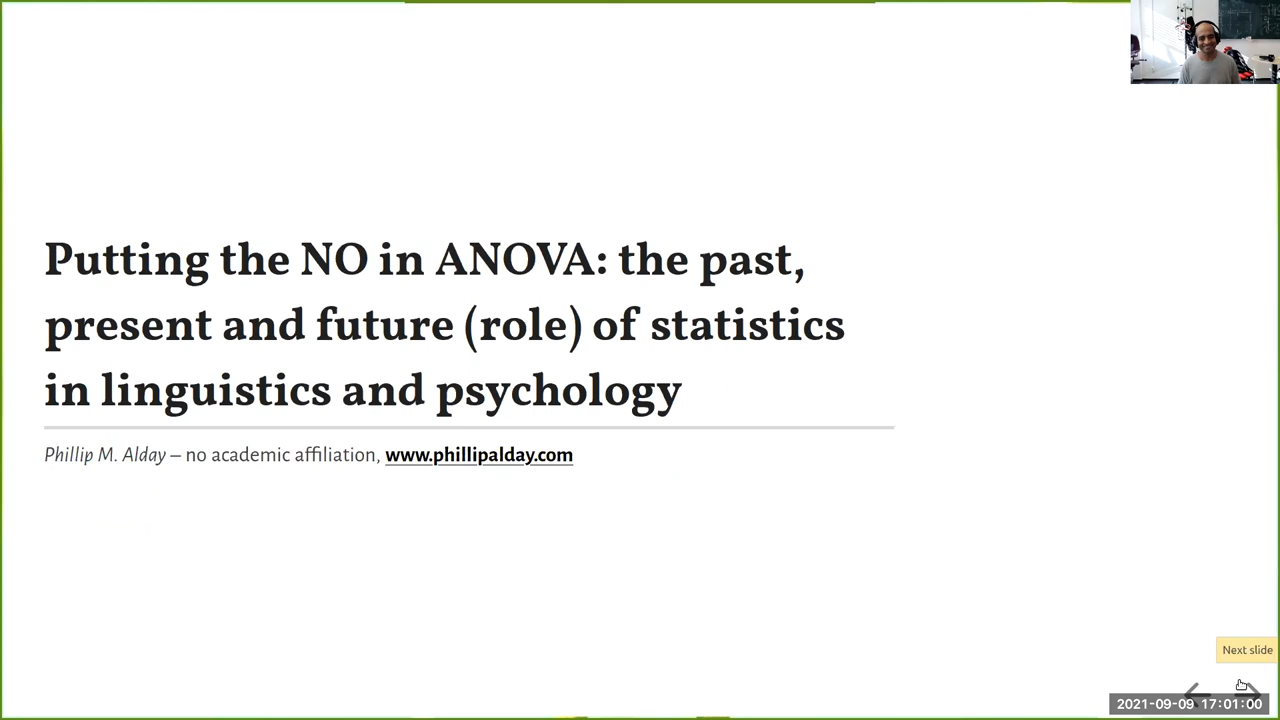 Putting the NO in ANOVA: the past,
present and future (role) of statistics
in linguistics and psychology
Phillip M. Alday – no academic affiliation, www.phillipalday.com
Next slide
2021-09-09 17:01:00